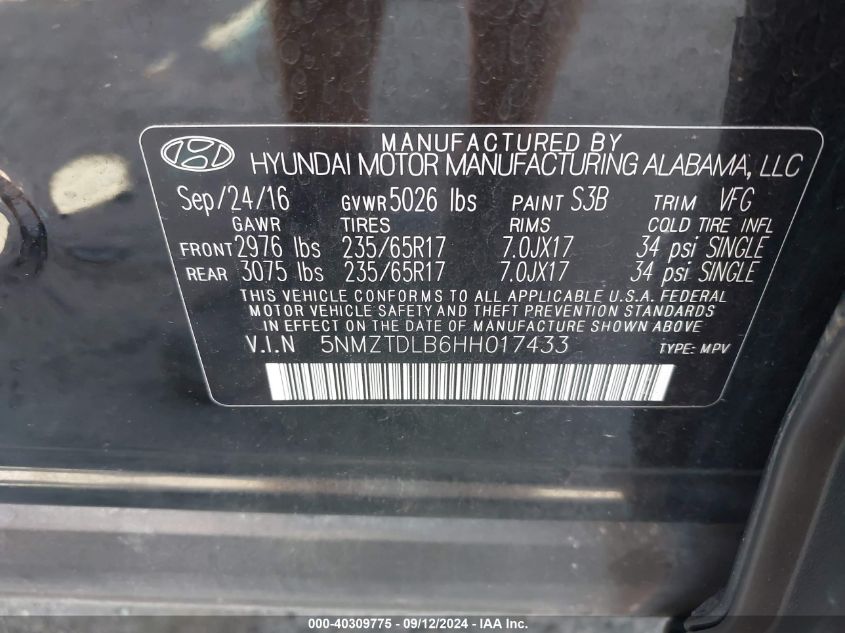 MANUFACTURED BY
HYUNDAI MOTOR MANUFACTURING ALABAMA, LLC
Sep/24/16 GVWR 5026 lbs PAINT S3B TRIM VFG
GAWR TIRES RIMS COLD TIRE INFL
FRONT 2976 lbs 235/65R17 7.0JX17 34 psi SINGLE
REAR 3075 lbs 235/65R17 7.0JX17 34 psi SINGLE
THIS VEHICLE CONFORMS TO ALL APPLICABLE U.S.A. FEDERAL
MOTOR VEHICLE SAFETY AND THEFT PREVENTION STANDARDS
IN EFFECT ON THE DATE OF MANUFACTURE SHOWN ABOVE.
V.I.N 5NMZTDLB6HH017433 TYPE: MPV
000-40309775 - 09/12/2024 - IAA Inc.